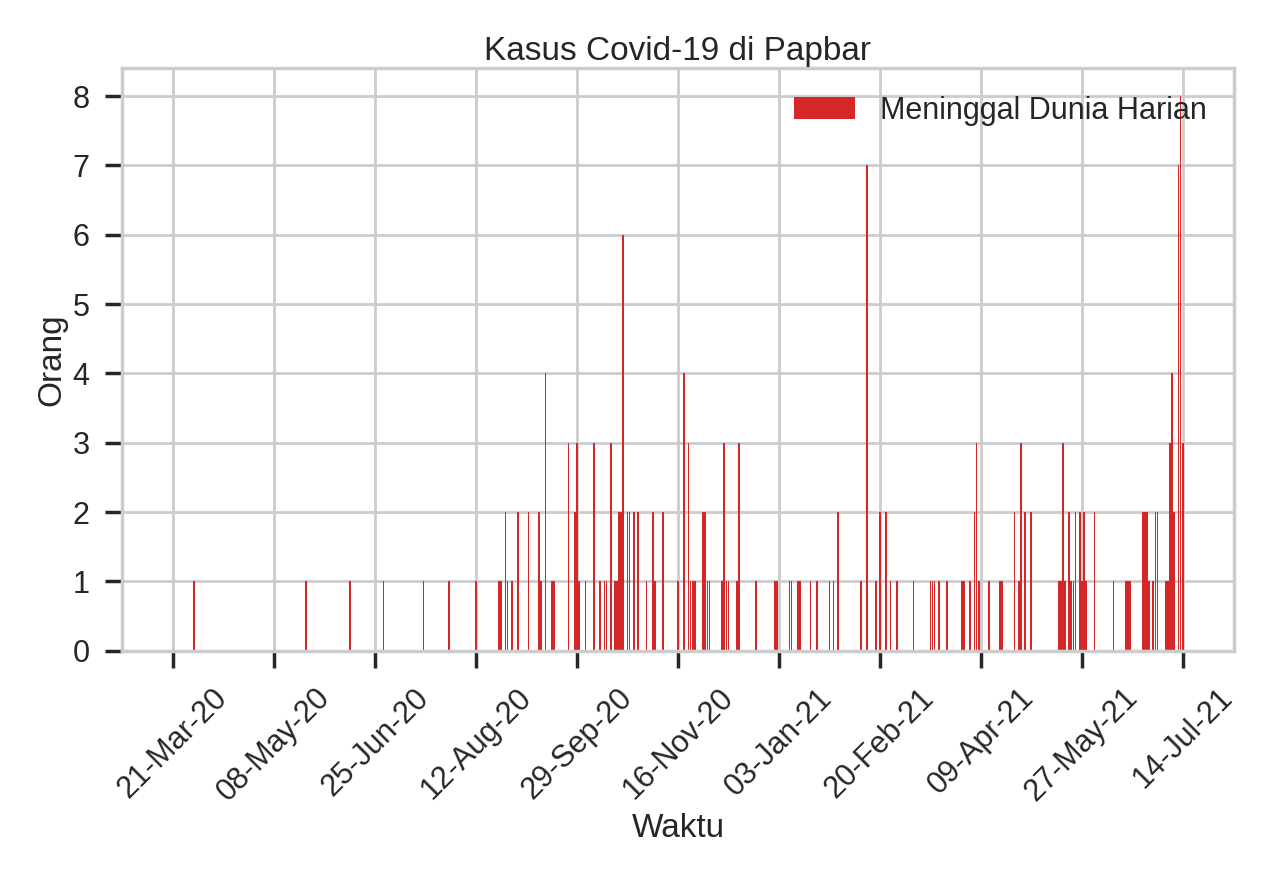 Kasus Covid-19 di Papbar
Meninggal Dunia Harian
8
7
6
5
4
3
2
1
0
Orang
21-Mar-20
08-May-20
25-Jun-20
12-Aug-20
29-Sep-20
16-Nov-20
03-Jan-21
20-Feb-21
09-Apr-21
27-May-21
14-Jul-21
Waktu